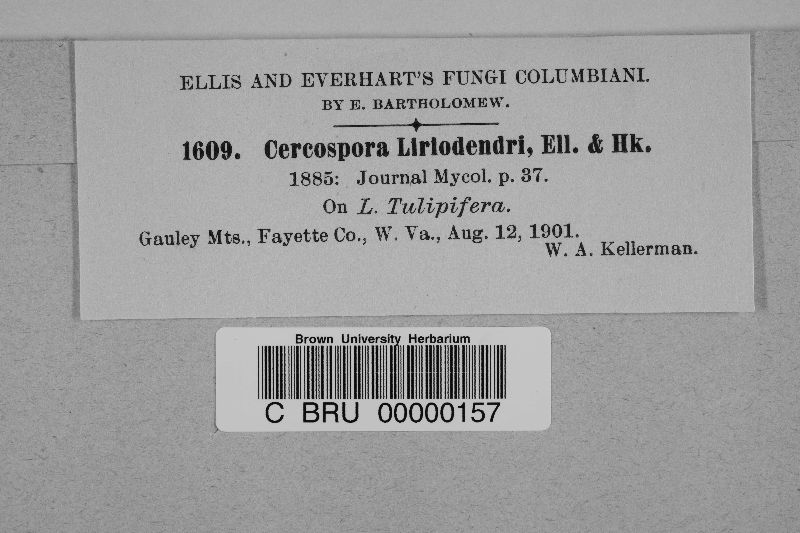 ELLIS AND EVERHART'S FUNGI COLUMBIANI.
BY E. BARTHOLOMEW.
1609. Cercospora Liriodendri, Ell. & Hk.
1885: Journal Mycol. p. 37.
On L. Tulipifera.
Gauley Mts., Fayette Co., W. Va., Aug. 12, 1901.
W. A. Kellerman.
Brown University Herbarium
C BRU 00000157